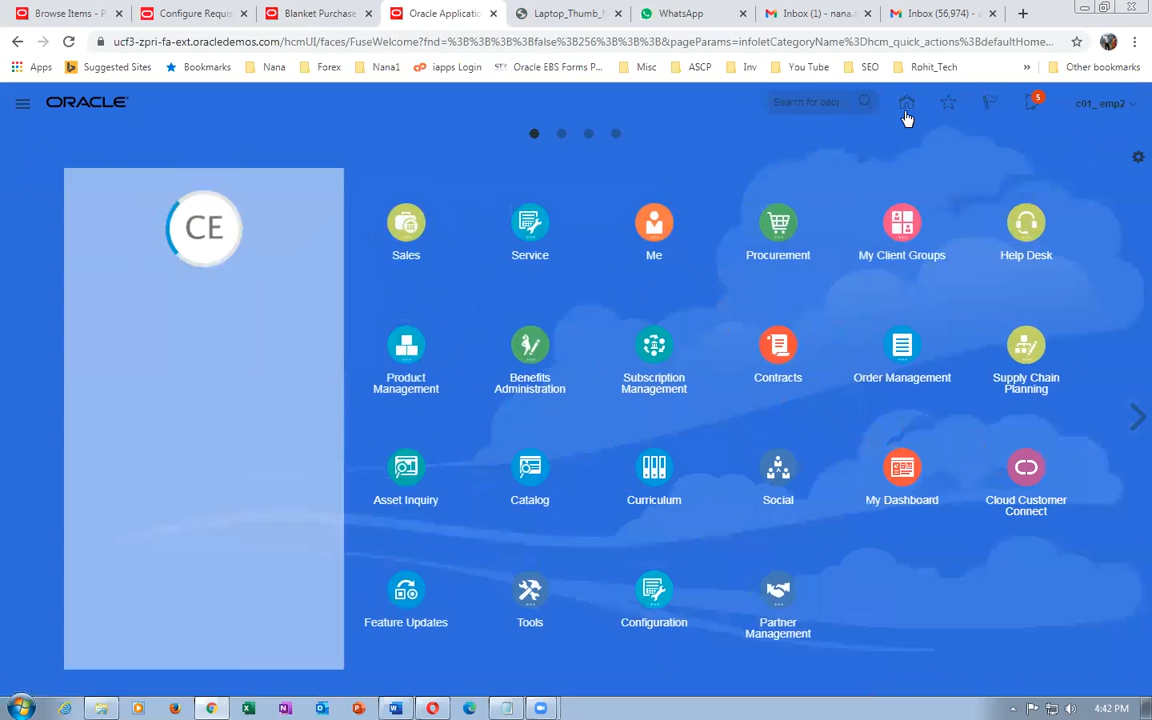 Browse Items - P
Configure Requis
Blanket Purchase
Oracle Applicatio
Laptop_Thumb_N
WhatsApp
Inbox (1) - nana.
Inbox (56,974) - a
ucf3-zpri-fa-ext.oracledemos.com/hcmUI/faces/FuseWelcome?fnd=%3B%3B%3B%3Bfalse%3B256%3B%3B%3B&pageParams=infoletCategoryName%3Dhcm_quick_actions%3BdefaultHome...
Apps
Suggested Sites
Bookmarks
Nana
Forex
Nana1
iapps Login
Oracle EBS Forms P...
Misc
ASCP
Inv
You Tube
SEO
Rohit_Tech
»
Other bookmarks
ORACLE
Search for peop
5
c01_emp2
CE
Sales
Service
Me
Procurement
My Client Groups
Help Desk
Product
Management
Benefits
Administration
Subscription
Management
Contracts
Order Management
Supply Chain
Planning
Asset Inquiry
Catalog
Curriculum
Social
My Dashboard
Cloud Customer
Connect
Feature Updates
Tools
Configuration
Partner
Management
4:42 PM